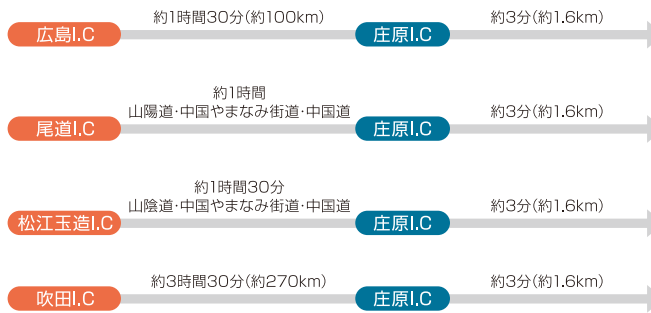 約1時間30分(約100km)
約3分(約1.6km)
広島I.C
庄原I.C
約1時間
山陽道・中国やまなみ街道・中国道
約3分(約1.6km)
尾道I.C
庄原I.C
約1時間30分
山陰道・中国やまなみ街道・中国道
約3分(約1.6km)
松江玉造I.C
庄原I.C
約3時間30分(約270km)
約3分(約1.6km)
吹田I.C
庄原I.C